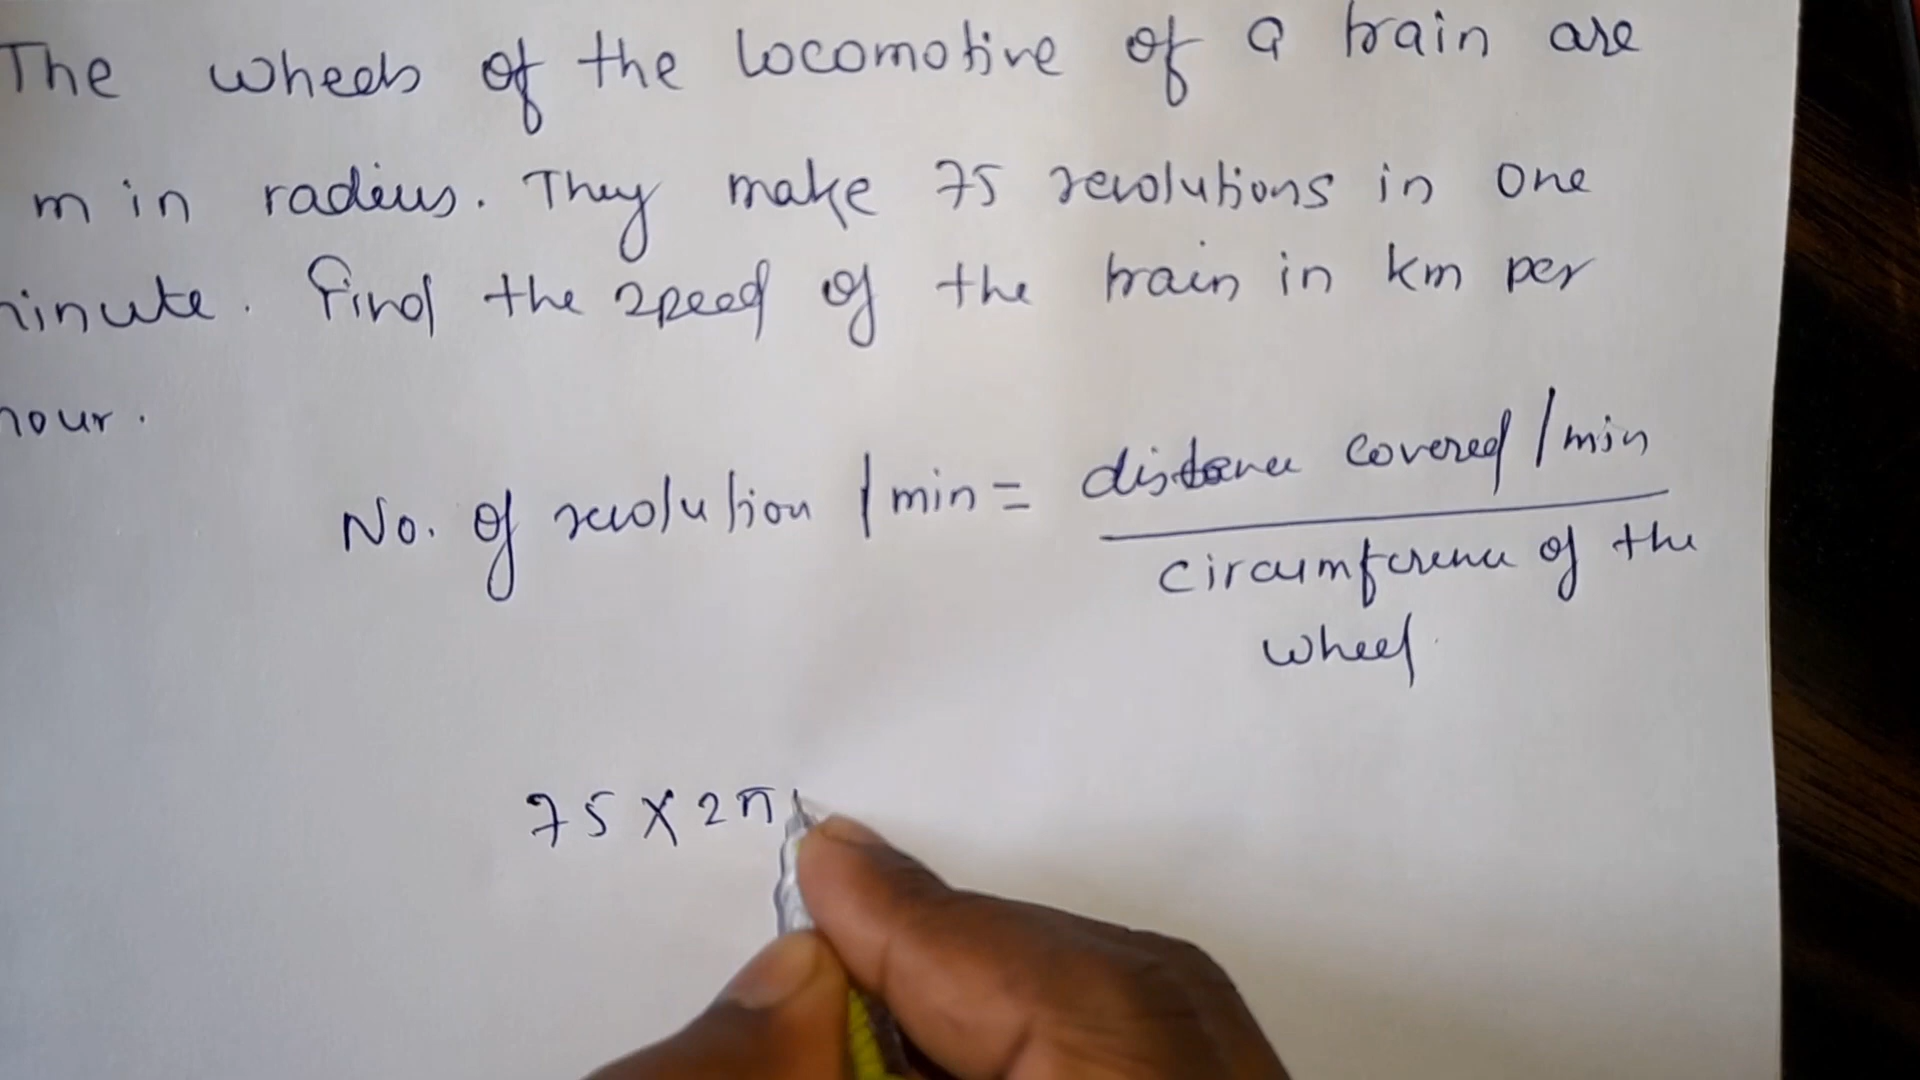 The wheels of the locomotive of a train are
m in radius. They make 75 revolutions in one
inute. Find the speed of the train in km per
hour.
No. of revolution / min = distance covered / min
circumference of the
wheel
75 X 2π